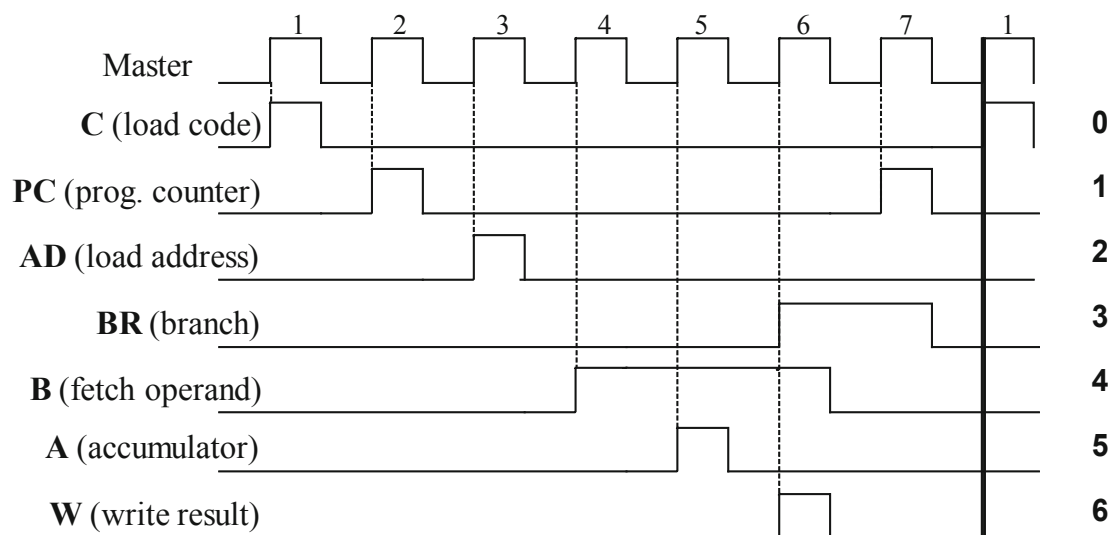 1 2 3 4 5 6 7 1
Master
C (load code) 0
PC (prog. counter) 1
AD (load address) 2
BR (branch) 3
B (fetch operand) 4
A (accumulator) 5
W (write result) 6